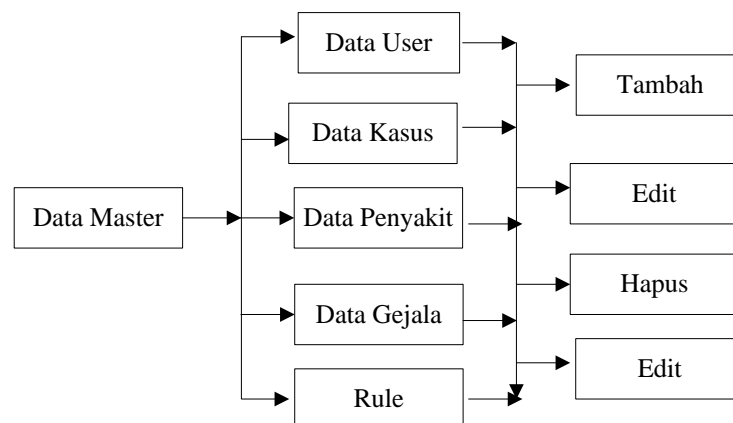 Data User
Tambah
Data Kasus
Edit
Data Master
Data Penyakit
Hapus
Data Gejala
Edit
Rule